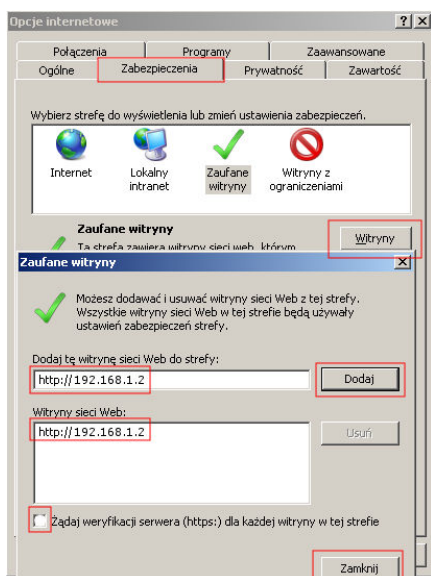 Opcje internetowe
Połączenia Programy Zaawansowane
Ogólne Zabezpieczenia Prywatność Zawartość
Wybierz strefę do wyświetlenia lub zmień ustawienia zabezpieczeń.
Internet Lokalny intranet Zaufane witryny Witryny z ograniczeniami
Zaufane witryny
Ta strefa zawiera witryny sieci web, którym
Witryny
Zaufane witryny
Możesz dodawać i usuwać witryny sieci Web z tej strefy.
Wszystkie witryny sieci Web w tej strefie będą używały
ustawień zabezpieczeń strefy.
Dodaj tę witrynę sieci Web do strefy:
http://192.168.1.2 Dodaj
Witryny sieci Web:
http://192.168.1.2 Usuń
Żądaj weryfikacji serwera (https:) dla każdej witryny w tej strefie
Zamknij